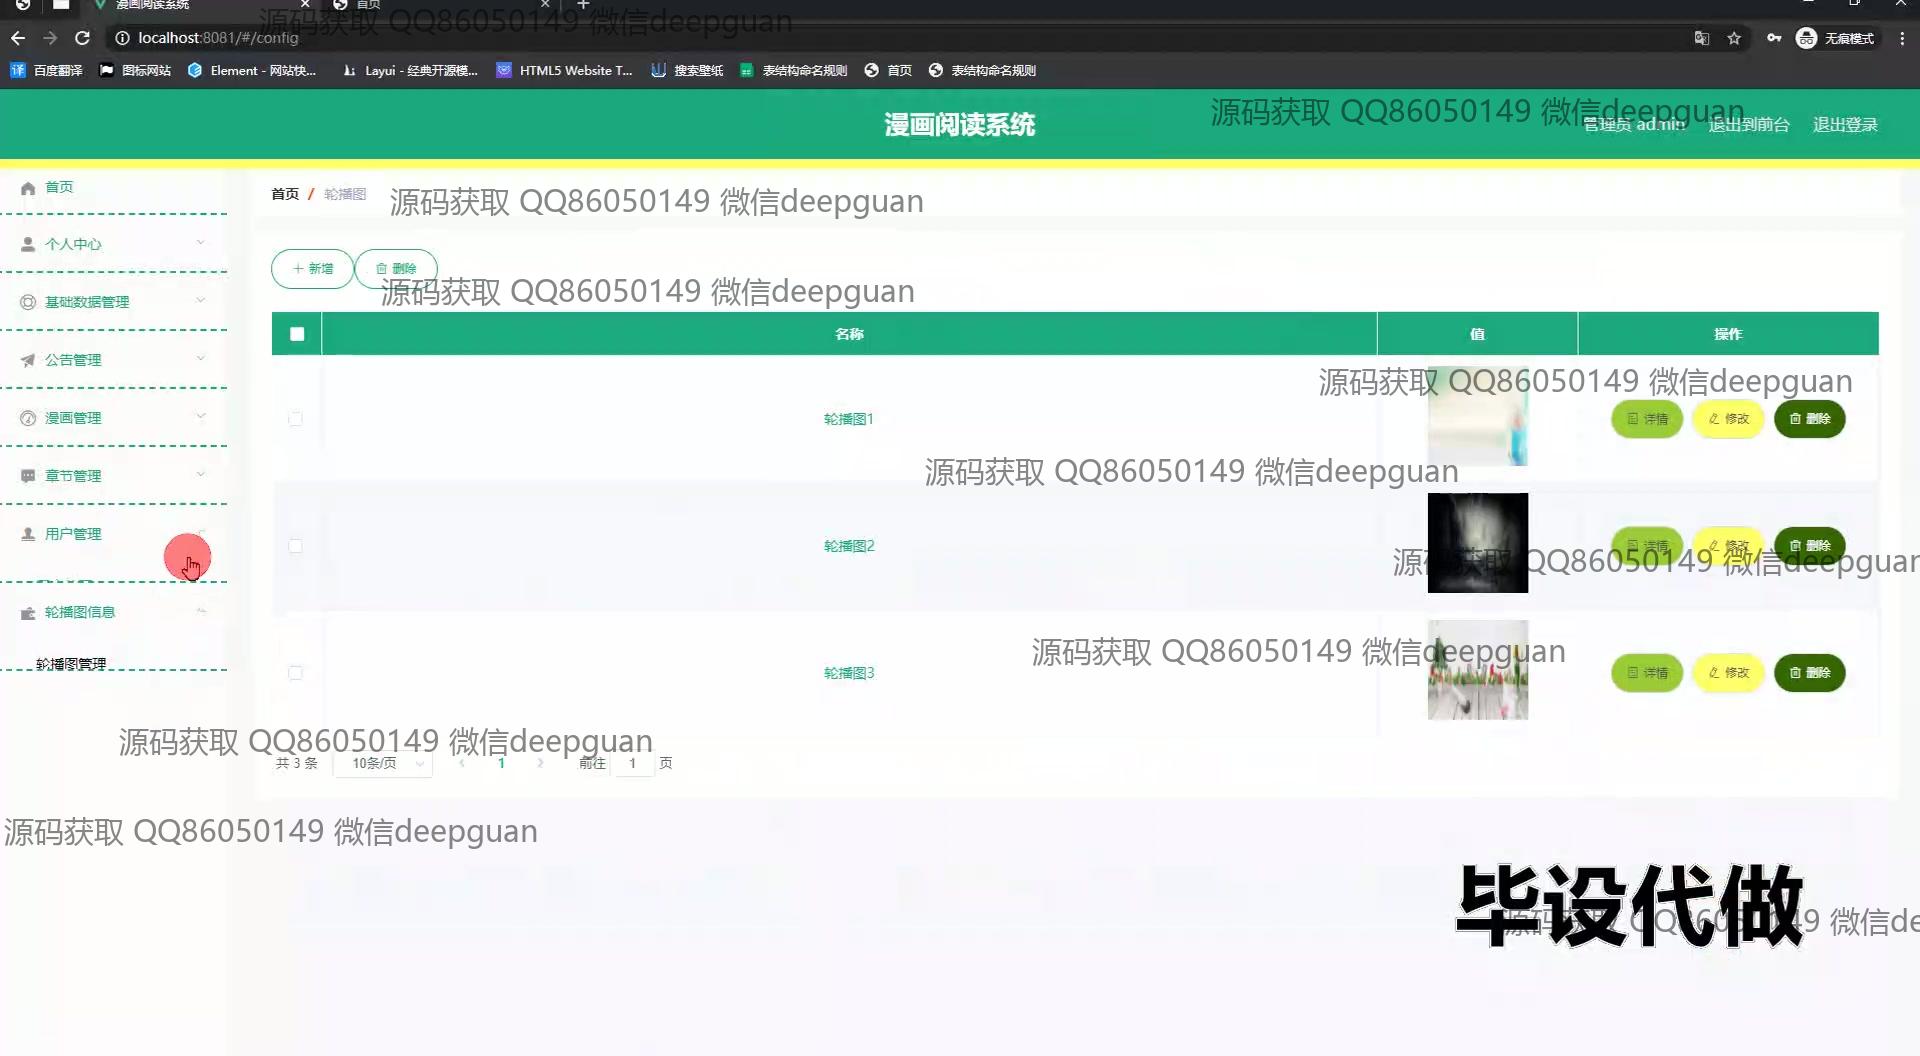 漫画阅读系统
首页
localhost:8081/#/config
无痕模式
百度翻译
图标网站
Element - 网站快...
Layui - 经典开源模...
HTML5 Website T...
搜索壁纸
表结构命名规则
首页
表结构命名规则
源码获取 QQ86050149 微信deepguan
漫画阅读系统
源码获取 QQ86050149 微信deepguan
管理员 admin
退出到前台
退出登录
首页
个人中心
基础数据管理
公告管理
漫画管理
章节管理
用户管理
轮播图信息
轮播图管理
首页 / 轮播图
源码获取 QQ86050149 微信deepguan
新增
删除
源码获取 QQ86050149 微信deepguan
名称
值
操作
源码获取 QQ86050149 微信deepguan
轮播图1
详情
修改
删除
源码获取 QQ86050149 微信deepguan
轮播图2
详情
修改
删除
源码获取 QQ86050149 微信deepguan
源码获取 QQ86050149 微信deepguan
轮播图3
详情
修改
删除
源码获取 QQ86050149 微信deepguan
共 3 条
10条/页
1
前往 1 页
源码获取 QQ86050149 微信deepguan
毕设代做
源码获取 QQ86050149 微信de